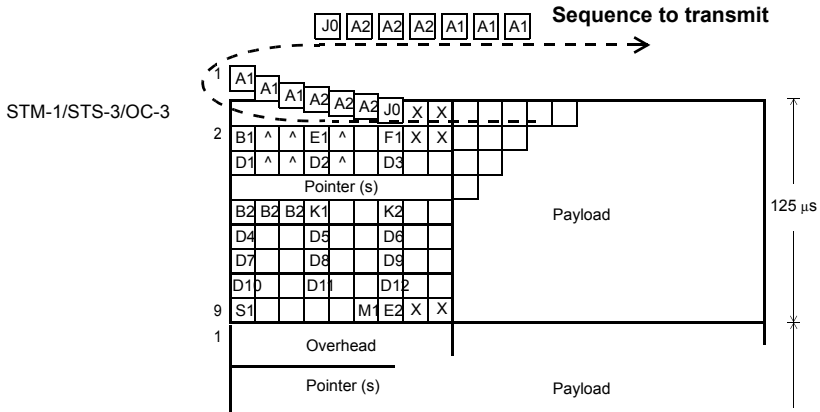 Sequence to transmit
J0 A2 A2 A2 A1 A1 A1
STM-1/STS-3/OC-3
1 A1 A1 A1 A2 A2 A2 J0 X X
2 B1 ^ ^ E1 ^ F1 X X
D1 ^ ^ D2 ^ D3
Pointer (s)
B2 B2 B2 K1 K2
D4 D5 D6
D7 D8 D9
D10 D11 D12
9 S1 M1 E2 X X
Payload
125 μs
1
Overhead
Pointer (s) Payload